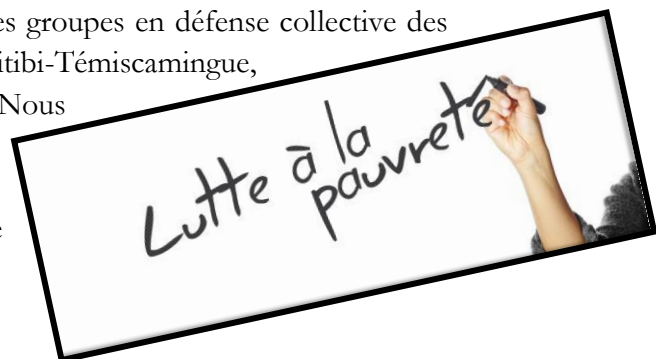 es groupes en défense collective des
itibi-Témiscamingue,
Nous
Lutte à la
pauvreté